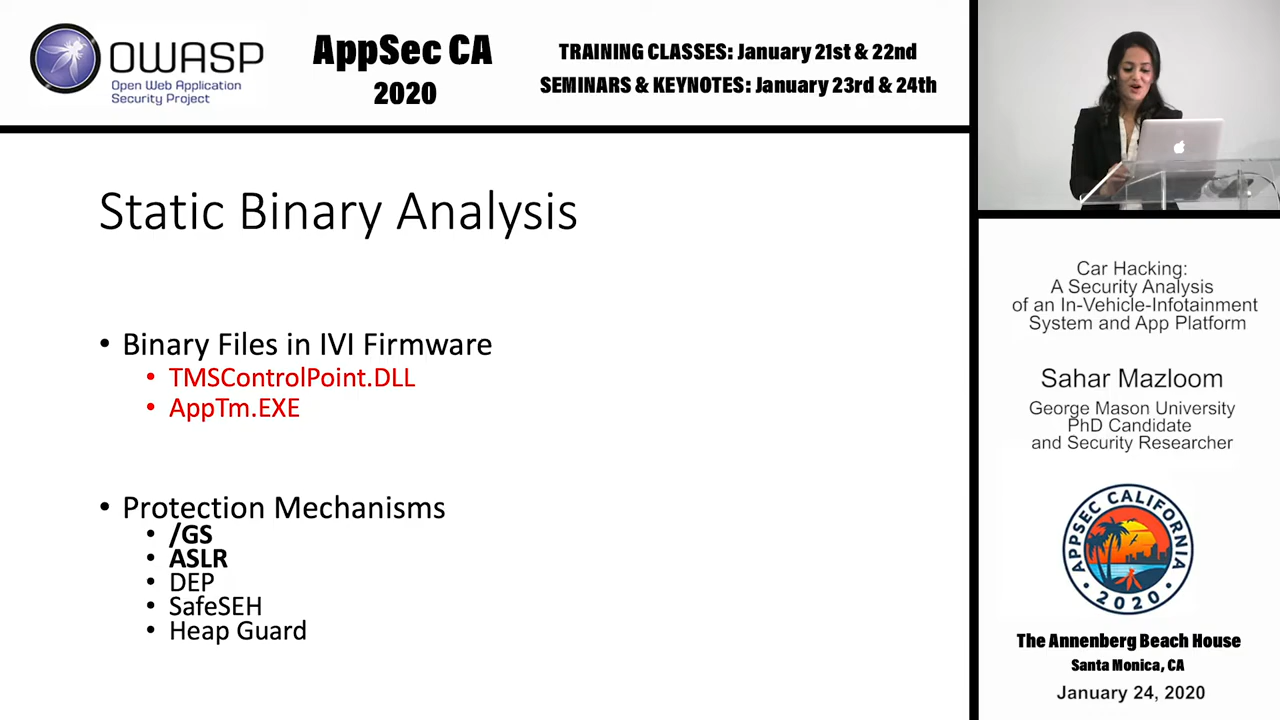 OWASP
Open Web Application
Security Project
AppSec CA
2020
TRAINING CLASSES: January 21st & 22nd
SEMINARS & KEYNOTES: January 23rd & 24th
Static Binary Analysis
• Binary Files in IVI Firmware
• TMSControlPoint.DLL
• AppTm.EXE
• Protection Mechanisms
• /GS
• ASLR
• DEP
• SafeSEH
• Heap Guard
Car Hacking:
A Security Analysis
of an In-Vehicle-Infotainment
System and App Platform
Sahar Mazloom
George Mason University
PhD Candidate
and Security Researcher
APPSEC CALIFORNIA
• 2020 •
The Annenberg Beach House
Santa Monica, CA
January 24, 2020